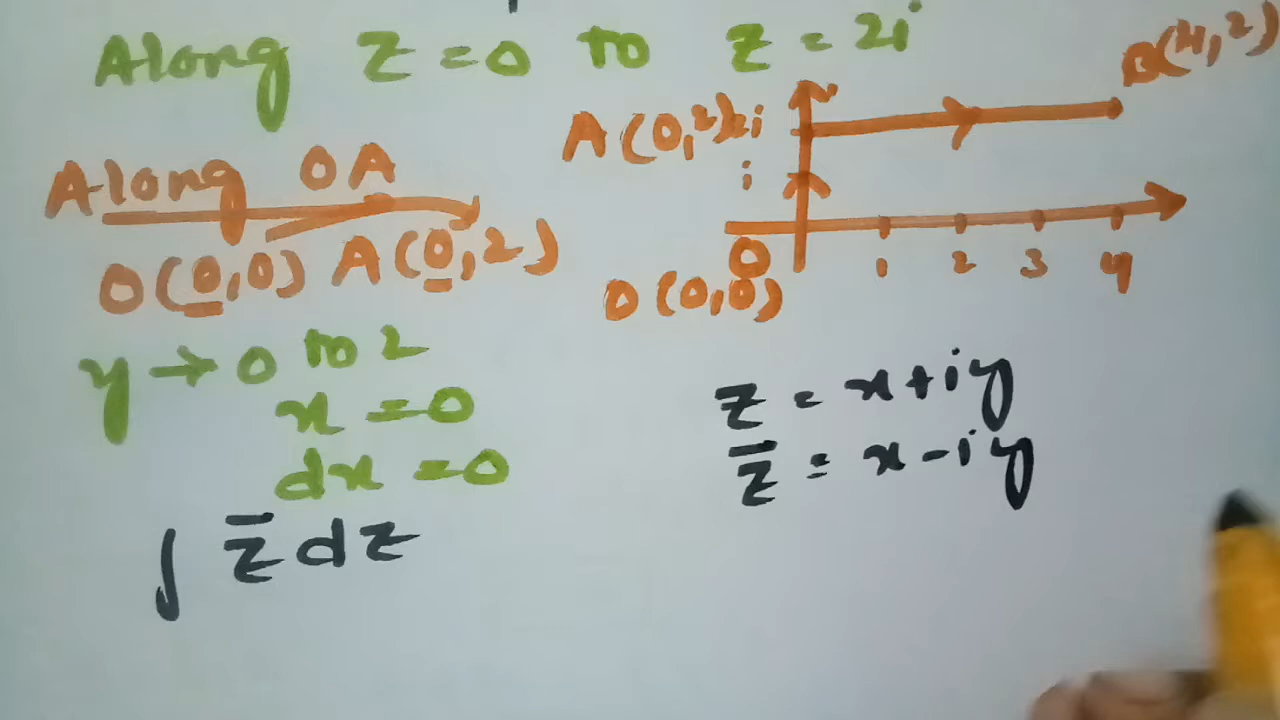 Along z = 0 to z = 2i
B(4,2)
A(0,2) 2i
i
Along OA
O(0,0) A(0,2)
O
1 2 3 4
O(0,0)
y → 0 to 2
x = 0
dx = 0
z = x + iy
z̅ = x - iy
∫ z̅ dz